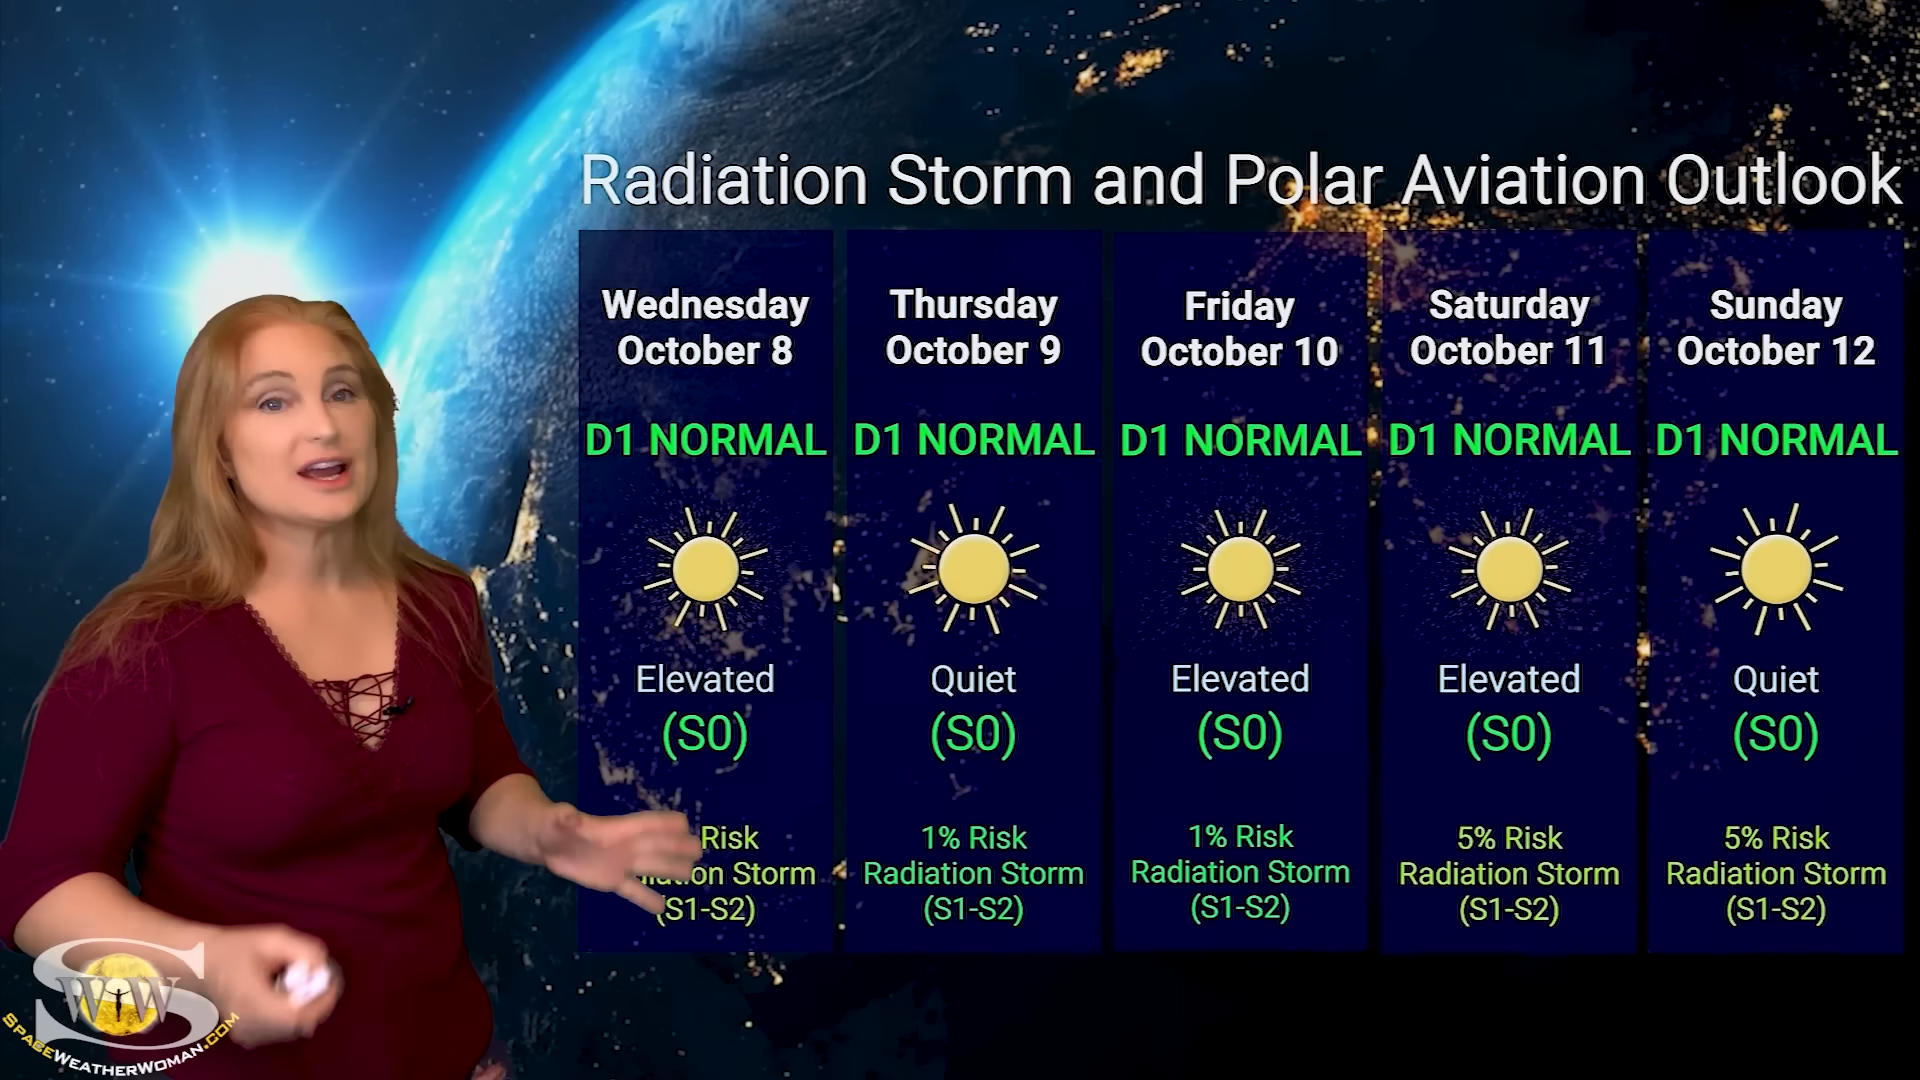 Radiation Storm and Polar Aviation Outlook
Wednesday
October 8
D1 NORMAL
Elevated
(S0)
Risk
Storm
(S1-S2)
Thursday
October 9
D1 NORMAL
Quiet
(S0)
1% Risk
Radiation Storm
(S1-S2)
Friday
October 10
D1 NORMAL
Elevated
(S0)
1% Risk
Radiation Storm
(S1-S2)
Saturday
October 11
D1 NORMAL
Elevated
(S0)
5% Risk
Radiation Storm
(S1-S2)
Sunday
October 12
D1 NORMAL
Quiet
(S0)
5% Risk
Radiation Storm
(S1-S2)
S
WW
SPACEWEATHERWOMAN.COM